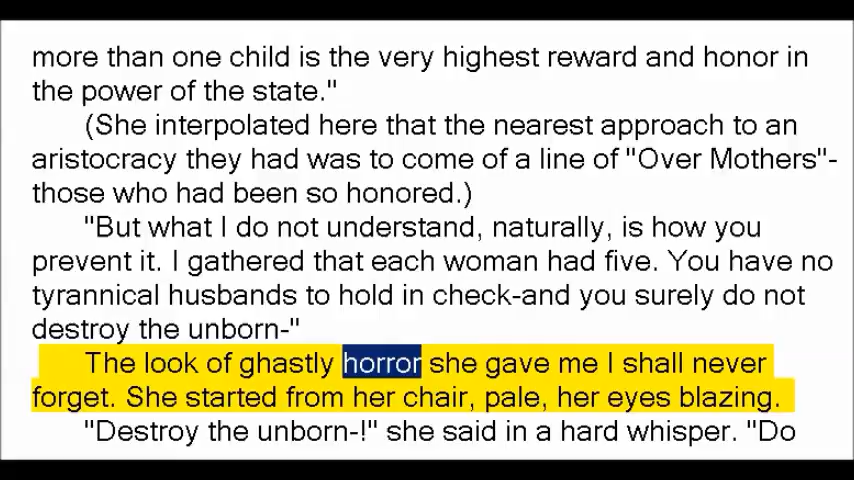 more than one child is the very highest reward and honor in
the power of the state."
(She interpolated here that the nearest approach to an
aristocracy they had was to come of a line of "Over Mothers"-
those who had been so honored.)
"But what I do not understand, naturally, is how you
prevent it. I gathered that each woman had five. You have no
tyrannical husbands to hold in check-and you surely do not
destroy the unborn-"
The look of ghastly horror she gave me I shall never
forget. She started from her chair, pale, her eyes blazing.
"Destroy the unborn-!" she said in a hard whisper. "Do